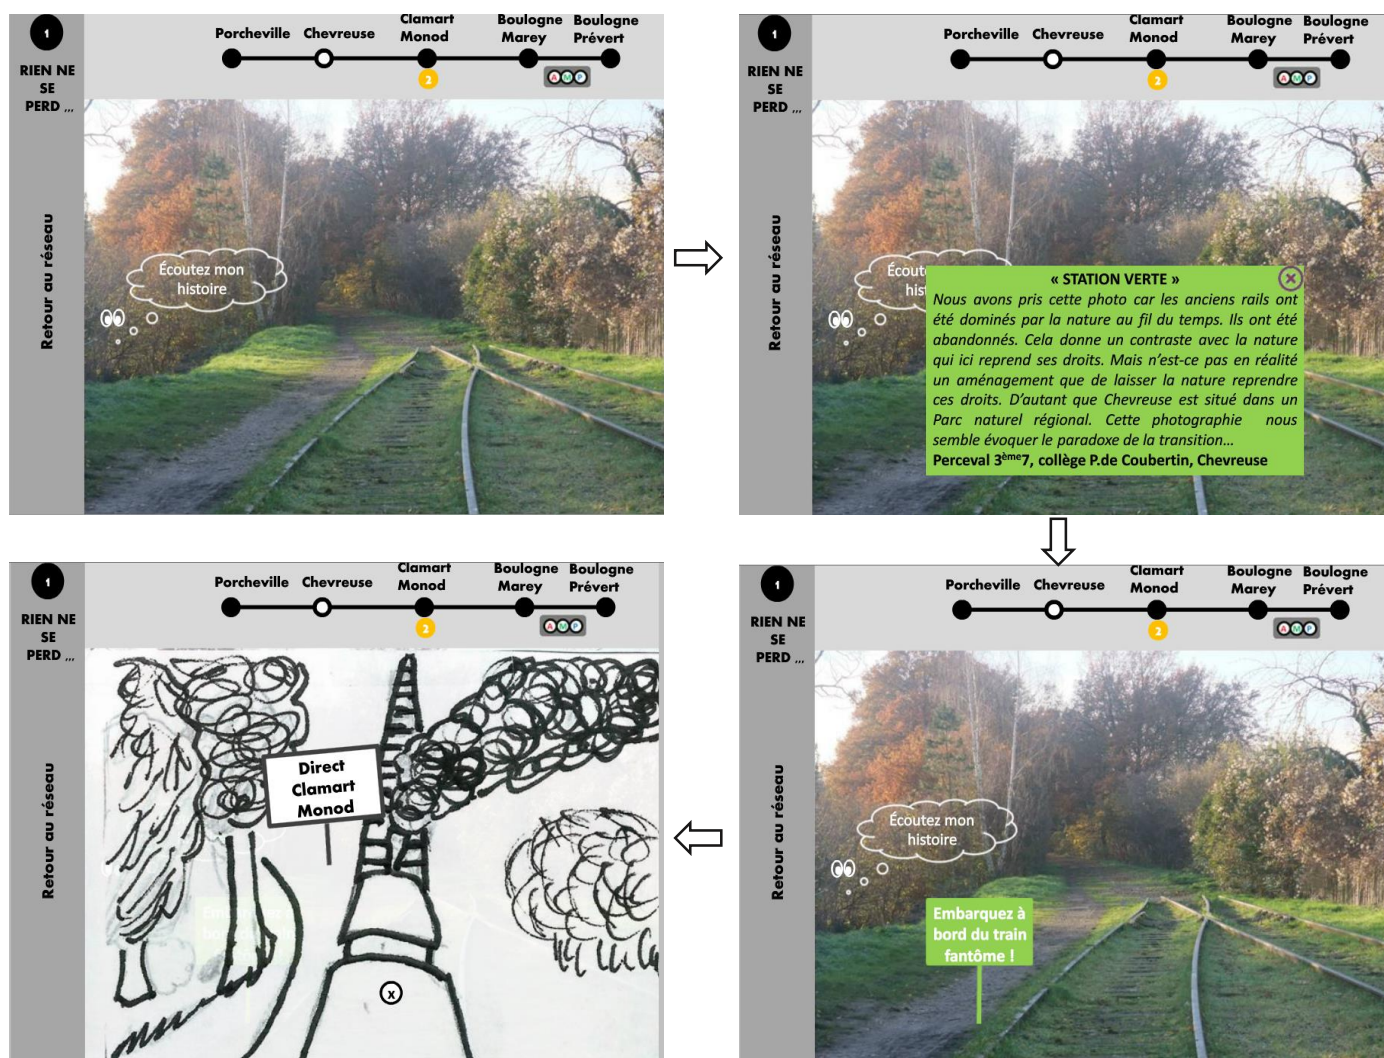 1
RIEN NE
SE
PERD ,,,
Retour au réseau
Porcheville
Chevreuse
Clamart
Monod
Boulogne
Marey
Boulogne
Prévert
2
A M P
Écoutez mon
histoire
1
RIEN NE
SE
PERD ,,,
Retour au réseau
Porcheville
Chevreuse
Clamart
Monod
Boulogne
Marey
Boulogne
Prévert
2
A M P
Écout
hist
« STATION VERTE »
Nous avons pris cette photo car les anciens rails ont
été dominés par la nature au fil du temps. Ils ont été
abandonnés. Cela donne un contraste avec la nature
qui ici reprend ses droits. Mais n’est-ce pas en réalité
un aménagement que de laisser la nature reprendre
ces droits. D’autant que Chevreuse est situé dans un
Parc naturel régional. Cette photographie nous
semble évoquer le paradoxe de la transition…
Perceval 3ème7, collège P.de Coubertin, Chevreuse
1
RIEN NE
SE
PERD ,,,
Retour au réseau
Porcheville
Chevreuse
Clamart
Monod
Boulogne
Marey
Boulogne
Prévert
2
A M P
Direct
Clamart
Monod
Embarquez à
bord du train
x
1
RIEN NE
SE
PERD ,,,
Retour au réseau
Porcheville
Chevreuse
Clamart
Monod
Boulogne
Marey
Boulogne
Prévert
2
A M P
Écoutez mon
histoire
Embarquez à
bord du train
fantôme !